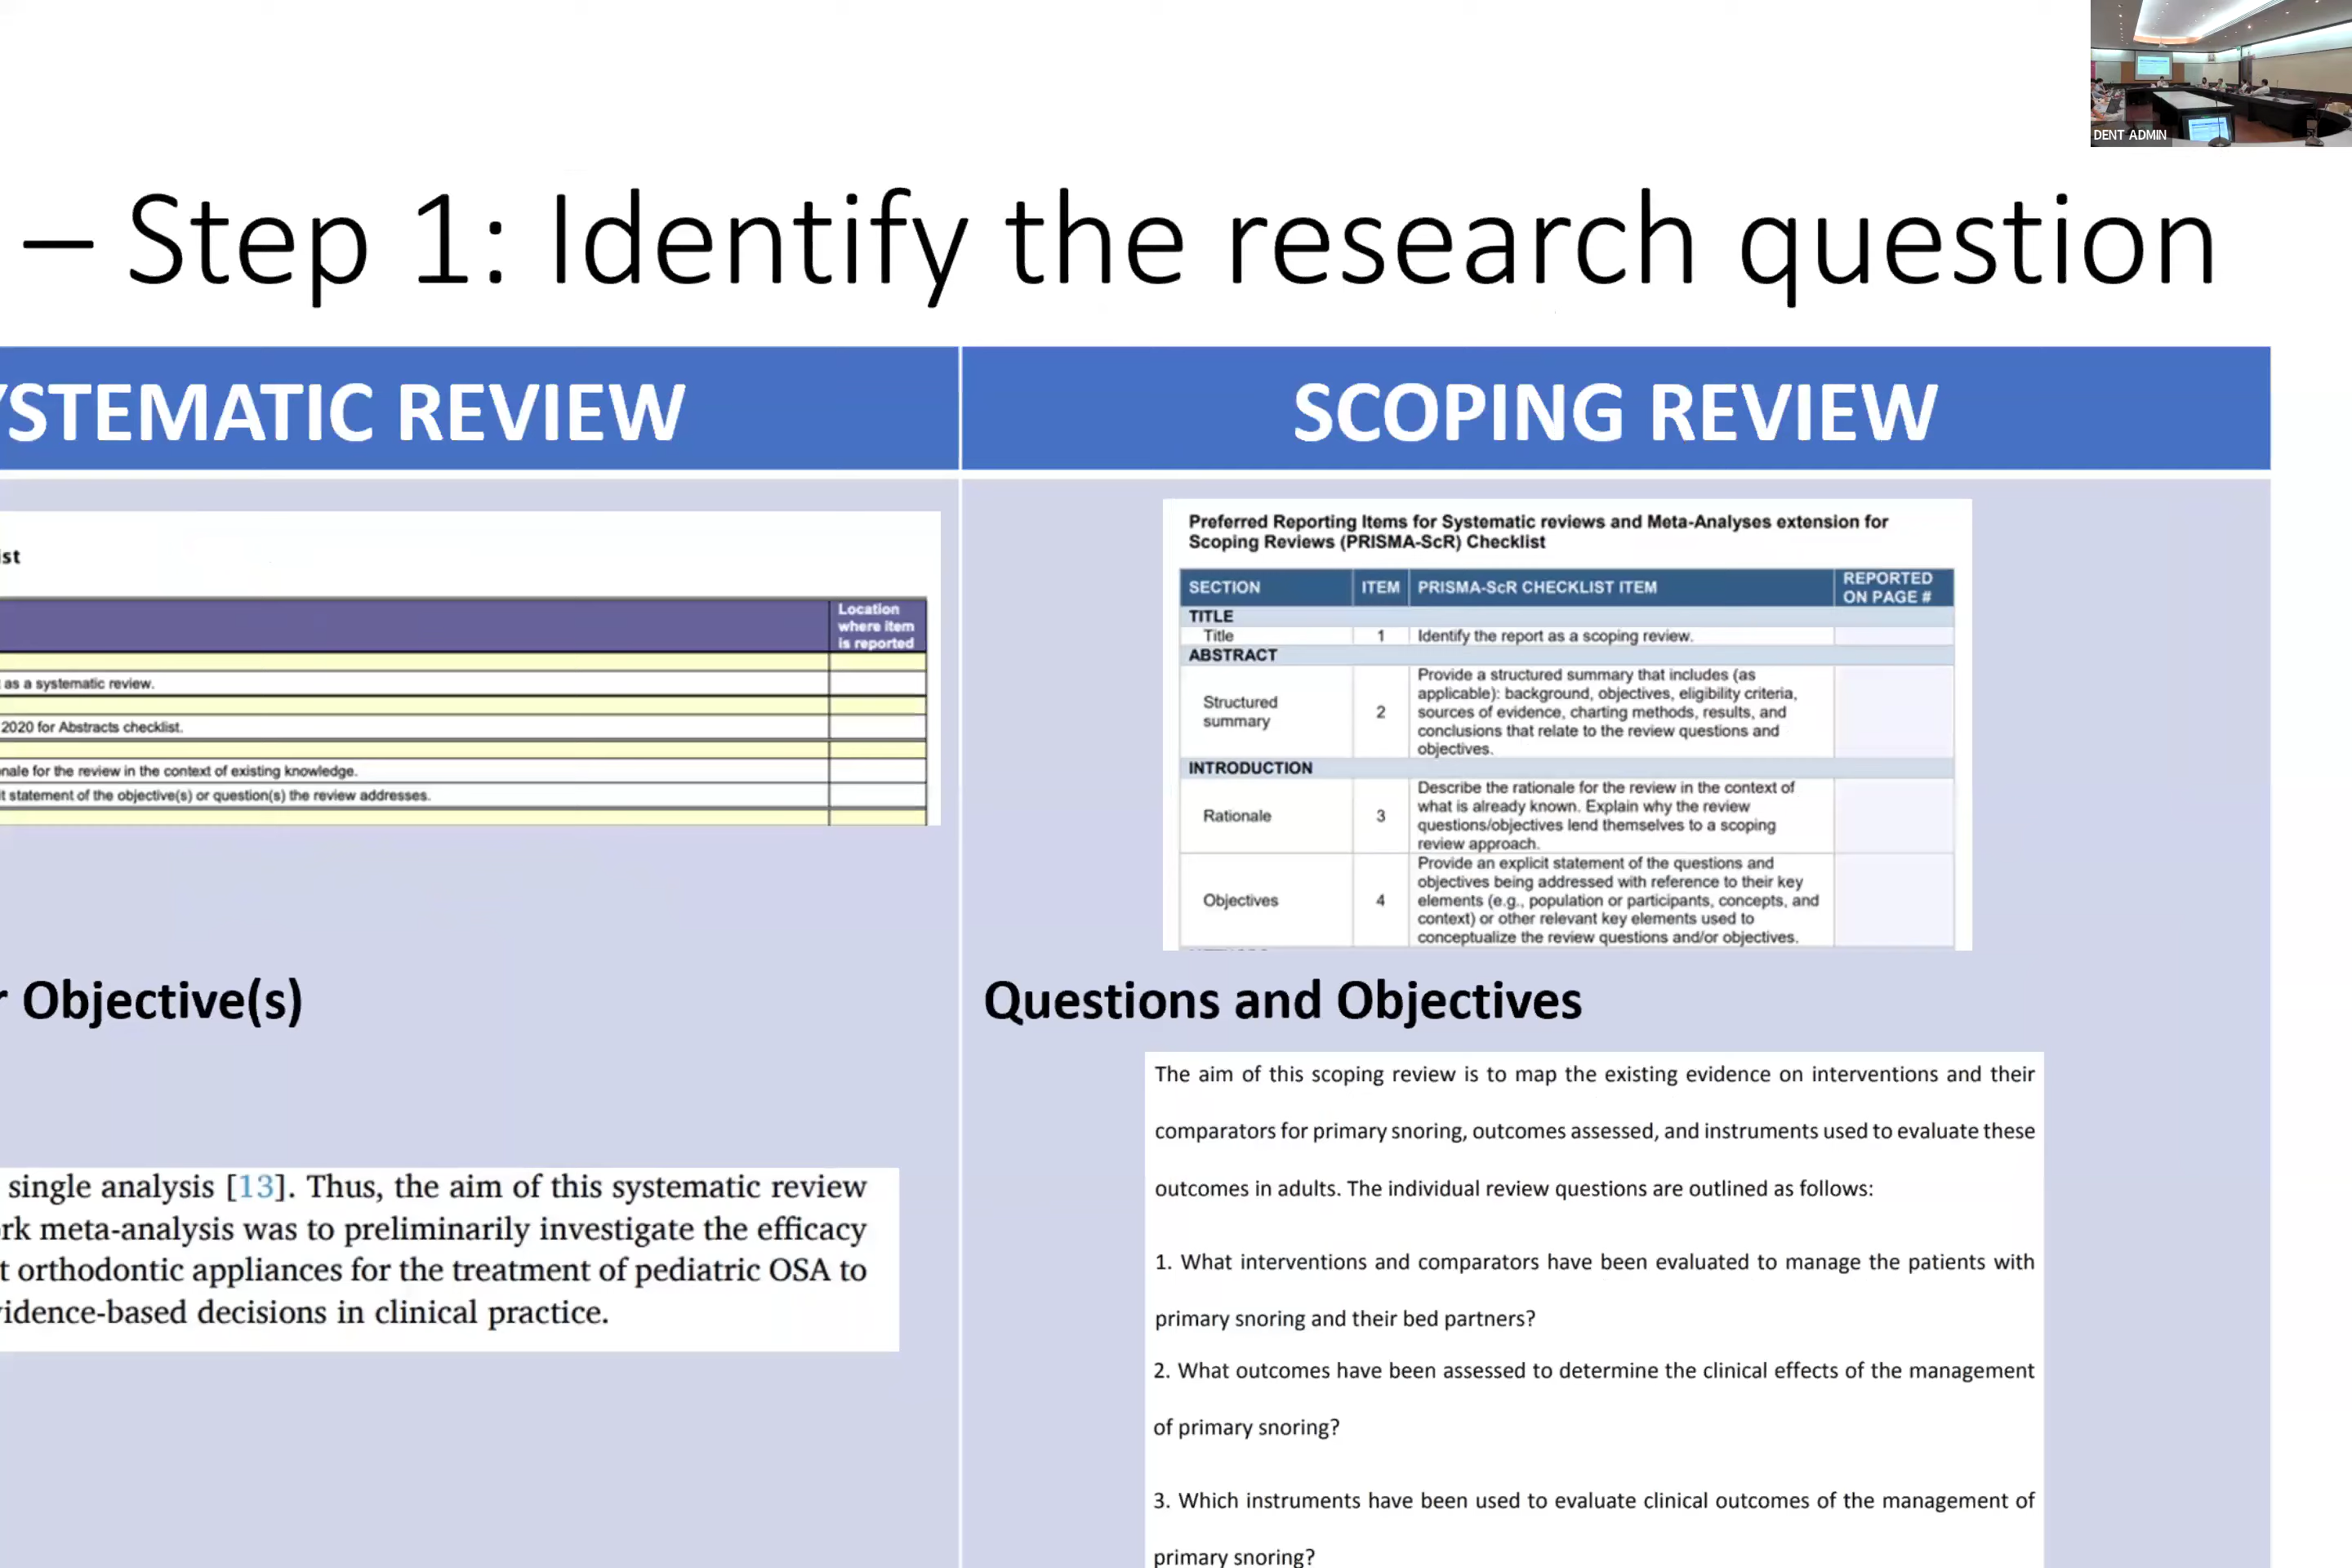 DENT ADMIN
– Step 1: Identify the research question
YSTEMATIC REVIEW
SCOPING REVIEW
ist
Location
where item
is reported
as a systematic review.
2020 for Abstracts checklist.
nale for the review in the context of existing knowledge.
it statement of the objective(s) or question(s) the review addresses.
Preferred Reporting Items for Systematic reviews and Meta-Analyses extension for
Scoping Reviews (PRISMA-ScR) Checklist
SECTION ITEM PRISMA-ScR CHECKLIST ITEM REPORTED
ON PAGE #
TITLE
Title 1 Identify the report as a scoping review.
ABSTRACT
Structured
summary
2
Provide a structured summary that includes (as
applicable): background, objectives, eligibility criteria,
sources of evidence, charting methods, results, and
conclusions that relate to the review questions and
objectives.
INTRODUCTION
Rationale
3
Describe the rationale for the review in the context of
what is already known. Explain why the review
questions/objectives lend themselves to a scoping
review approach.
Objectives
4
Provide an explicit statement of the questions and
objectives being addressed with reference to their key
elements (e.g., population or participants, concepts, and
context) or other relevant key elements used to
conceptualize the review questions and/or objectives.
r Objective(s)
single analysis [13]. Thus, the aim of this systematic review
rk meta-analysis was to preliminarily investigate the efficacy
t orthodontic appliances for the treatment of pediatric OSA to
vidence-based decisions in clinical practice.
Questions and Objectives
The aim of this scoping review is to map the existing evidence on interventions and their
comparators for primary snoring, outcomes assessed, and instruments used to evaluate these
outcomes in adults. The individual review questions are outlined as follows:
1. What interventions and comparators have been evaluated to manage the patients with
primary snoring and their bed partners?
2. What outcomes have been assessed to determine the clinical effects of the management
of primary snoring?
3. Which instruments have been used to evaluate clinical outcomes of the management of
primary snoring?